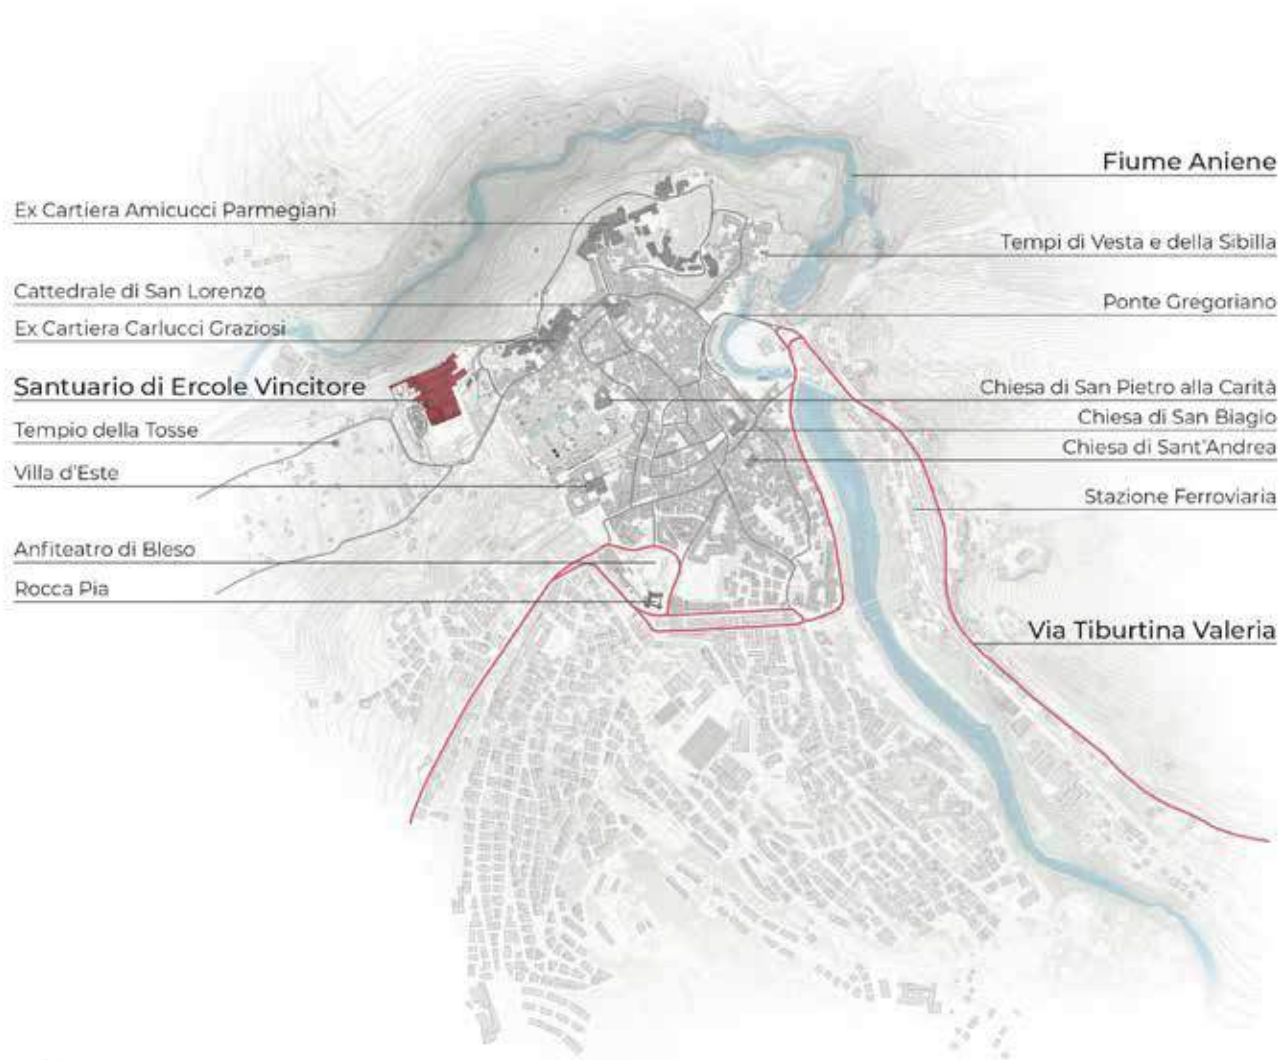 Fiume Aniene
Ex Cartiera Amicucci Parmegiani
Tempi di Vesta e della Sibilla
Cattedrale di San Lorenzo
Ponte Gregoriano
Ex Cartiera Carlucci Graziosi
Santuario di Ercole Vincitore
Chiesa di San Pietro alla Carità
Chiesa di San Biagio
Tempio della Tosse
Chiesa di Sant'Andrea
Villa d'Este
Stazione Ferroviaria
Anfiteatro di Bleso
Rocca Pia
Via Tiburtina Valeria